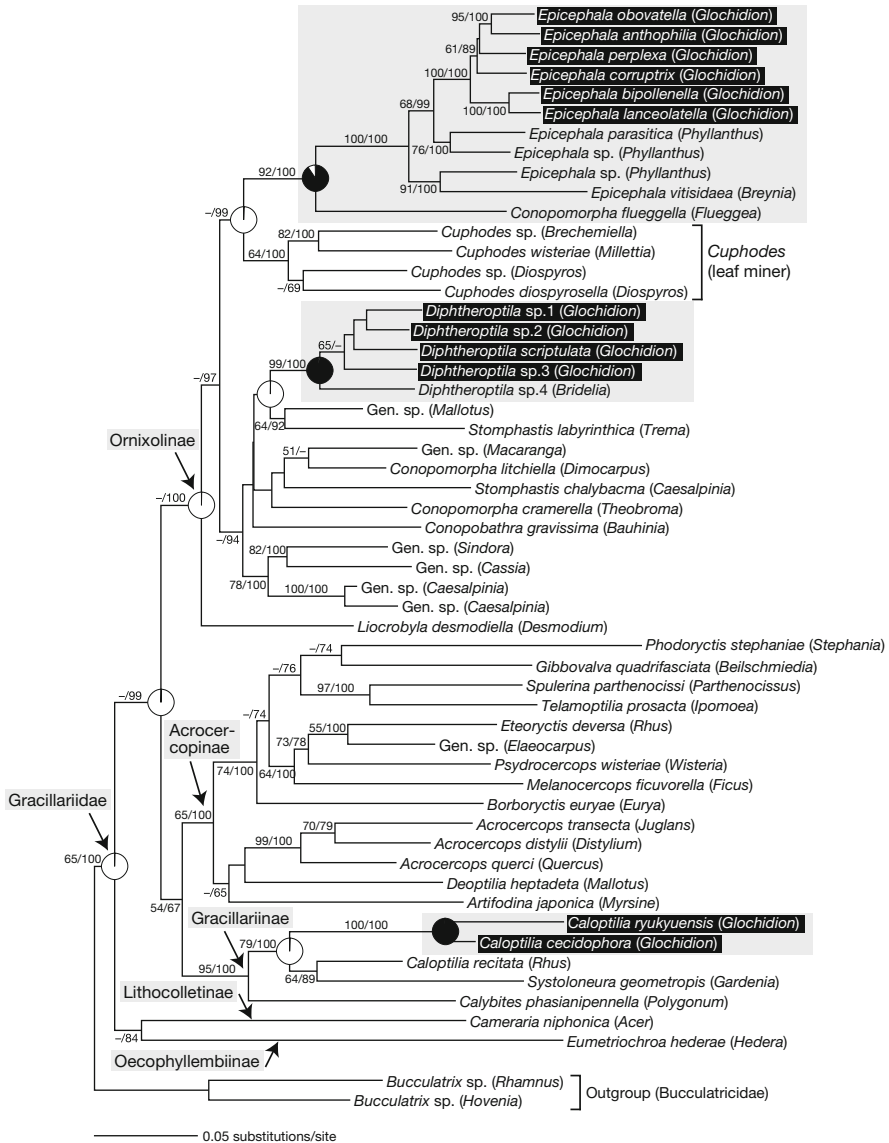 95/100
Epicephala obovatella (Glochidion)
Epicephala anthophilia (Glochidion)
61/89
Epicephala perplexa (Glochidion)
100/100
Epicephala corruptrix (Glochidion)
Epicephala bipollenella (Glochidion)
68/99
100/100
Epicephala lanceolatella (Glochidion)
Epicephala parasitica (Phyllanthus)
100/100
76/100
Epicephala sp. (Phyllanthus)
92/100
Epicephala sp. (Phyllanthus)
91/100
Epicephala vitisidaea (Breynia)
–/99
Conopomorpha flueggella (Flueggea)
82/100
Cuphodes sp. (Brechemiella)
64/100
Cuphodes wisteriae (Millettia)
Cuphodes
(leaf miner)
Cuphodes sp. (Diospyros)
–/69
Cuphodes diospyrosella (Diospyros)
Diphtheroptila sp.1 (Glochidion)
Diphtheroptila sp.2 (Glochidion)
65/–
Diphtheroptila scriptulata (Glochidion)
99/100
Diphtheroptila sp.3 (Glochidion)
–/97
Diphtheroptila sp.4 (Bridelia)
Gen. sp. (Mallotus)
64/92
Stomphastis labyrinthica (Trema)
Ornixolinae
51/–
Gen. sp. (Macaranga)
Conopomorpha litchiella (Dimocarpus)
Stomphastis chalybacma (Caesalpinia)
–/100
Conopomorpha cramerella (Theobroma)
Conopobathra gravissima (Bauhinia)
–/94
82/100
Gen. sp. (Sindora)
Gen. sp. (Cassia)
78/100
100/100
Gen. sp. (Caesalpinia)
Gen. sp. (Caesalpinia)
Liocrobyla desmodiella (Desmodium)
–/74
Phodoryctis stephaniae (Stephania)
–/76
Gibbovalva quadrifasciata (Beilschmiedia)
97/100
Spulerina parthenocissi (Parthenocissus)
–/99
Telamoptilia prosacta (Ipomoea)
–/74
55/100
Eteoryctis deversa (Rhus)
Acrocer-
copinae
73/78
Gen. sp. (Elaeocarpus)
74/100
64/100
Psydrocercops wisteriae (Wisteria)
Melanocercops ficuvorella (Ficus)
Gracillariidae
Borboryctis euryae (Eurya)
65/100
70/79
Acrocercops transecta (Juglans)
99/100
Acrocercops distylii (Distylium)
65/100
Acrocercops querci (Quercus)
–/65
Deoptilia heptadeta (Mallotus)
54/67
Artifodina japonica (Myrsine)
Gracillariinae
100/100
Caloptilia ryukyuensis (Glochidion)
79/100
Caloptilia cecidophora (Glochidion)
95/100
Caloptilia recitata (Rhus)
64/89
Systoloneura geometropis (Gardenia)
Lithocolletinae
Calybites phasianipennella (Polygonum)
Cameraria niphonica (Acer)
–/84
Eumetriochroa hederae (Hedera)
Oecophyllembiinae
Bucculatrix sp. (Rhamnus)
Outgroup (Bucculatricidae)
Bucculatrix sp. (Hovenia)
0.05 substitutions/site